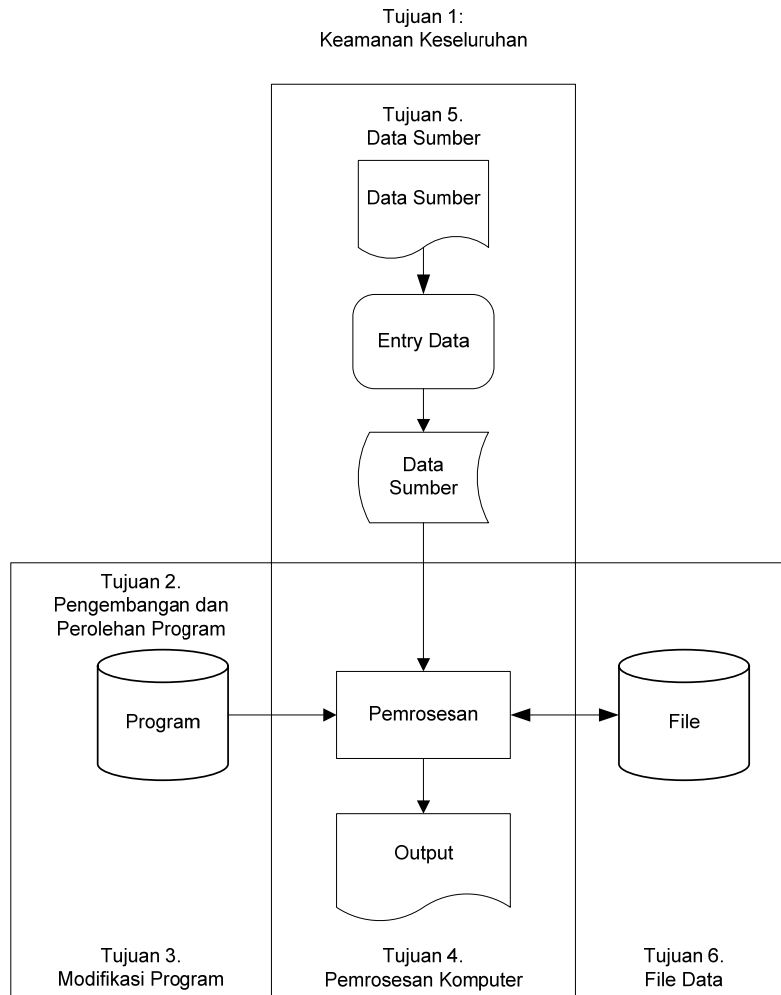 Tujuan 1:
Keamanan Keseluruhan
Tujuan 5.
Data Sumber
Data Sumber
Entry Data
Data
Sumber
Tujuan 2.
Pengembangan dan
Perolehan Program
Program
Pemrosesan
File
Output
Tujuan 3.
Modifikasi Program
Tujuan 4.
Pemrosesan Komputer
Tujuan 6.
File Data